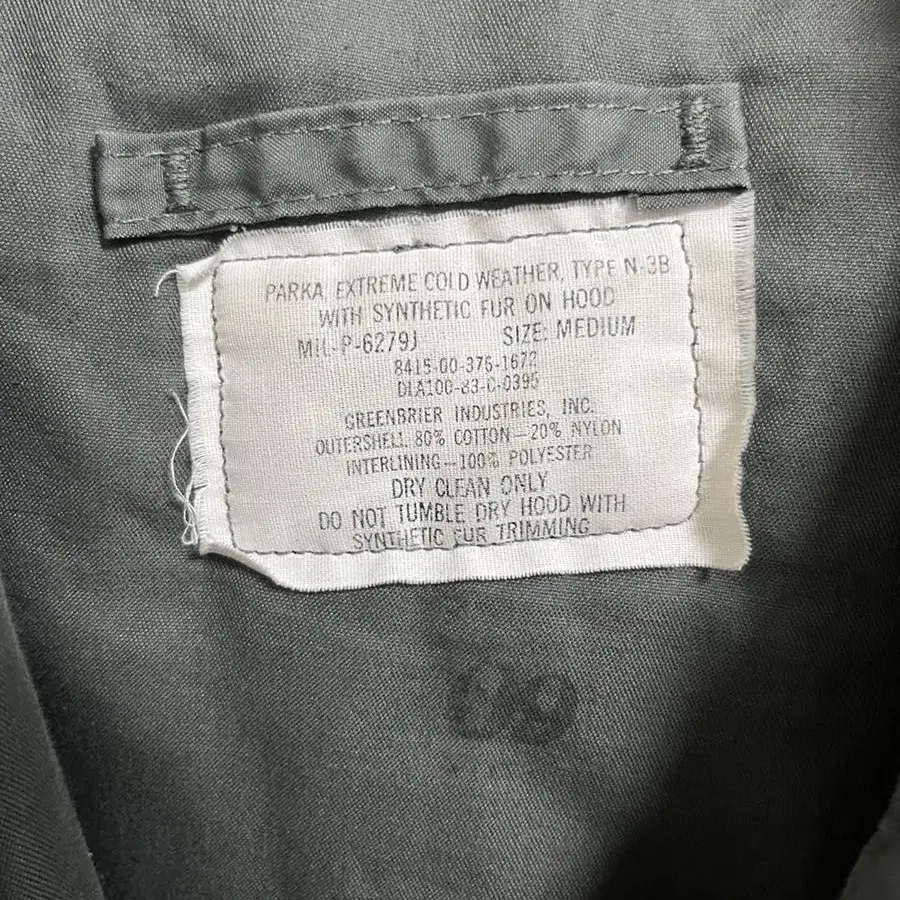 PARKA, EXTREME COLD WEATHER, TYPE N-3B
WITH SYNTHETIC FUR ON HOOD
MIL-P-6279J SIZE: MEDIUM
8415-00-376-1672
DLA100-83-C-0395
GREENBRIER INDUSTRIES, INC.
OUTERSHELL 80% COTTON—20% NYLON
INTERLINING—100% POLYESTER
DRY CLEAN ONLY
DO NOT TUMBLE DRY HOOD WITH
SYNTHETIC FUR TRIMMING